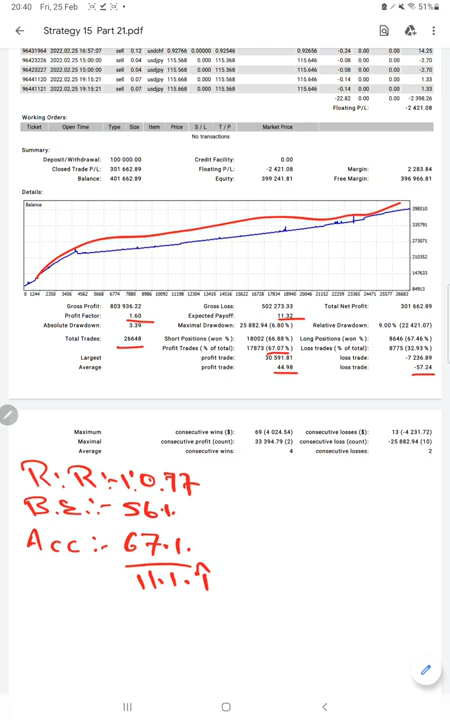 20:40 Fri, 25 Feb 51%
Strategy 15 Part 21.pdf
96431964 2022.02.25 16:57:07 sell 0.12 usdchf 0.92766 0.00000 0.92546 0.92656 -0.24 0.00 0.00 14.25
96423226 2022.02.25 15:00:00 sell 0.04 usdjpy 115.568 0.000 115.368 115.646 -0.08 0.00 0.00 -2.70
96423227 2022.02.25 15:00:00 sell 0.04 usdjpy 115.568 0.000 115.368 115.646 -0.08 0.00 0.00 -2.70
96441120 2022.02.25 19:15:21 sell 0.07 usdjpy 115.668 0.000 115.468 115.646 -0.14 0.00 0.00 1.33
96441121 2022.02.25 19:15:21 sell 0.07 usdjpy 115.668 0.000 115.468 115.646 -0.14 0.00 0.00 1.33
-22.82 0.00 0.00 -2 398.26
Floating P/L: -2 421.08
Working Orders:
Ticket Open Time Type Size Item Price S / L T / P Market Price
No transactions
Summary:
Deposit/Withdrawal: 100 000.00 Credit Facility: 0.00
Closed Trade P/L: 301 662.89 Floating P/L: -2 421.08 Margin: 2 283.84
Balance: 401 662.89 Equity: 399 241.81 Free Margin: 396 966.81
Details:
Balance
398510
335791
273071
210352
147633
84913
0 1244 2350 3456 4562 5668 6774 7880 8986 10092 11198 12304 13410 14516 15622 16728 17834 18940 20046 21152 22259 23365 24471 25577 26683
Gross Profit: 803 936.22 Gross Loss: 502 273.33 Total Net Profit: 301 662.89
Profit Factor: 1.60 Expected Payoff: 11.32
Absolute Drawdown: 3.39 Maximal Drawdown: 25 882.94 (6.80 %) Relative Drawdown: 9.00 % (22 421.07)
Total Trades: 26648 Short Positions (won %): 18002 (66.88 %) Long Positions (won %): 8646 (67.46 %)
Profit Trades (% of total): 17873 (67.07 %) Loss trades (% of total): 8775 (32.93 %)
Largest profit trade: 30 591.81 loss trade: -7 236.89
Average profit trade: 44.98 loss trade: -57.24
Maximum consecutive wins ($): 69 (4 024.54) consecutive losses ($): 13 (-4 231.72)
Maximal consecutive profit (count): 33 394.79 (2) consecutive loss (count): -25 882.94 (10)
Average consecutive wins: 4 consecutive losses: 2
R:R:- 1:0.77
B.E:- 56%
Acc :- 67%
11%↑